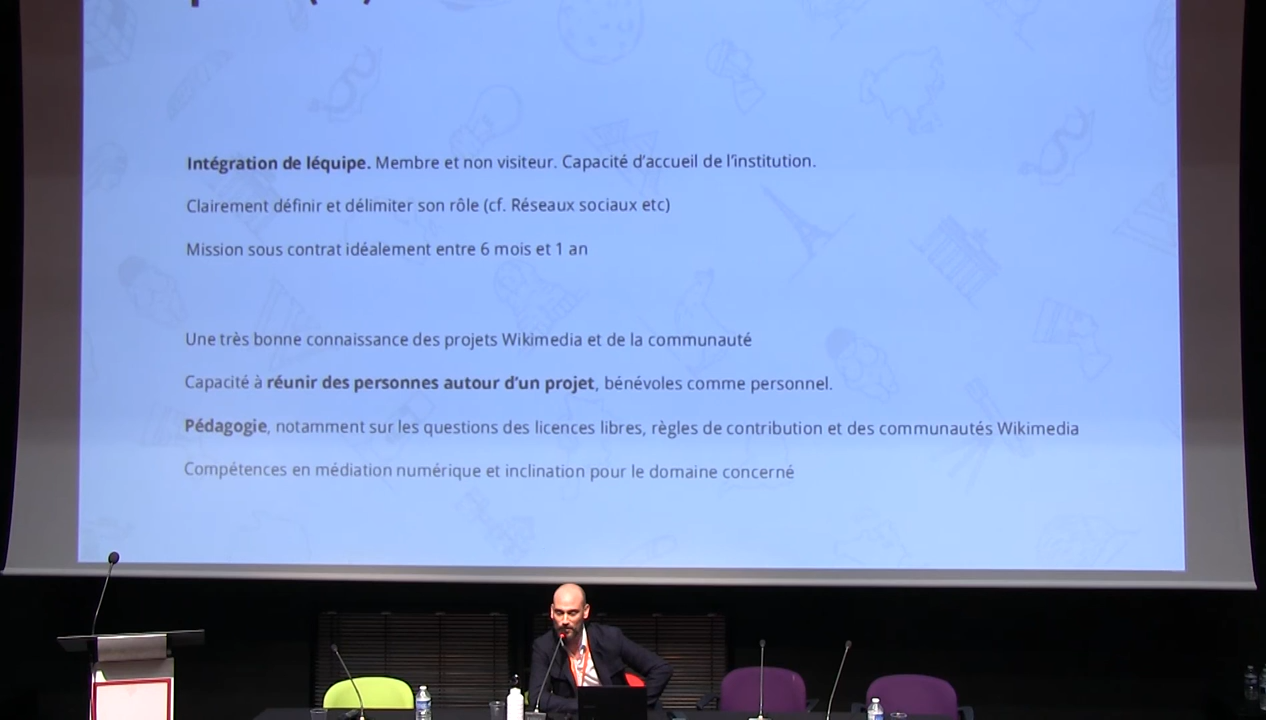 Intégration de léquipe. Membre et non visiteur. Capacité d’accueil de l’institution.
Clairement définir et délimiter son rôle (cf. Réseaux sociaux etc)
Mission sous contrat idéalement entre 6 mois et 1 an
Une très bonne connaissance des projets Wikimedia et de la communauté
Capacité à réunir des personnes autour d’un projet, bénévoles comme personnel.
Pédagogie, notamment sur les questions des licences libres, règles de contribution et des communautés Wikimedia
Compétences en médiation numérique et inclination pour le domaine concerné